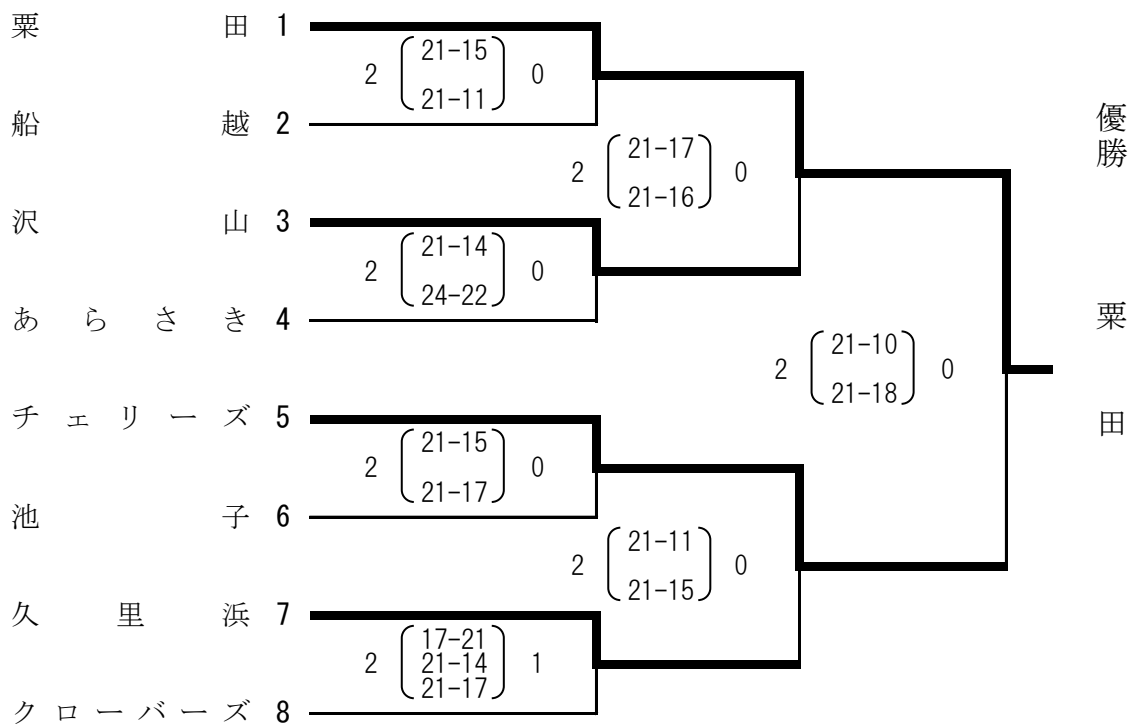 粟田 1
2 21-15 0
21-11
船越 2
2 21-17 0
21-16
沢山 3
2 21-14 0
24-22
あらさき 4
2 21-10 0
21-18
チェリーズ 5
2 21-15 0
21-17
池子 6
2 21-11 0
21-15
久里浜 7
17-21
2 21-14 1
21-17
クローバーズ 8
優勝 粟田